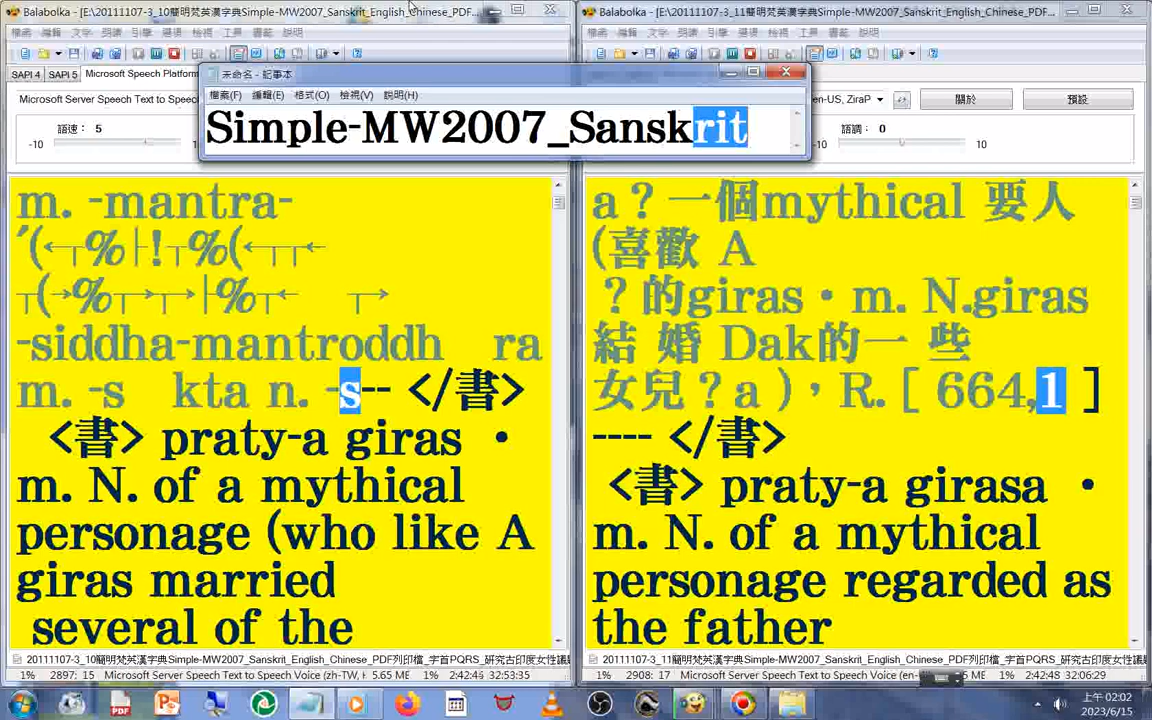 Balabolka - [E:\20111107-3_10簡明梵英漢字典Simple-MW2007_Sanskrit_English_Chinese_PDF...
Balabolka - [E:\20111107-3_11簡明梵英漢字典Simple-MW2007_Sanskrit_English_Chinese_PDF...
SAPI 4
SAPI 5
Microsoft Speech Platform
未命名 - 記事本
檔案(F) 編輯(E) 格式(O) 檢視(V) 說明(H)
Simple-MW2007_Sanskrit
Microsoft Server Speech Text to Speec
en-US, ZiraP
關於
預設
語速： 5
-10
語調： 0
10
m. -mantra-
-siddha-mantroddh ra
m. -s kta n. -s-- </書>
<書> praty-a giras •
m. N. of a mythical
personage (who like A
giras married
several of the
a？一個mythical 要人
(喜歡 A
？的giras • m. N.giras
結 婚 Dak的一 些
女兒？a )，R. [ 664,1 ]
---- </書>
<書> praty-a girasa •
m. N. of a mythical
personage regarded as
the father
20111107-3_10簡明梵英漢字典Simple-MW2007_Sanskrit_English_Chinese_PDF列印檔_字首PQRS_研究古印度女性議
20111107-3_11簡明梵英漢字典Simple-MW2007_Sanskrit_English_Chinese_PDF列印檔_字首PQRS_研究古印度女性議
1% 2897: 15 Microsoft Server Speech Text to Speech Voice (zh-TW, H 5.65 ME 1% 2:42:46 32:53:35
1% 2908: 17 Microsoft Server Speech Text to Speech Voice (en- 1% 2:42:48 32:06:29
上午 02:02
2023/6/15